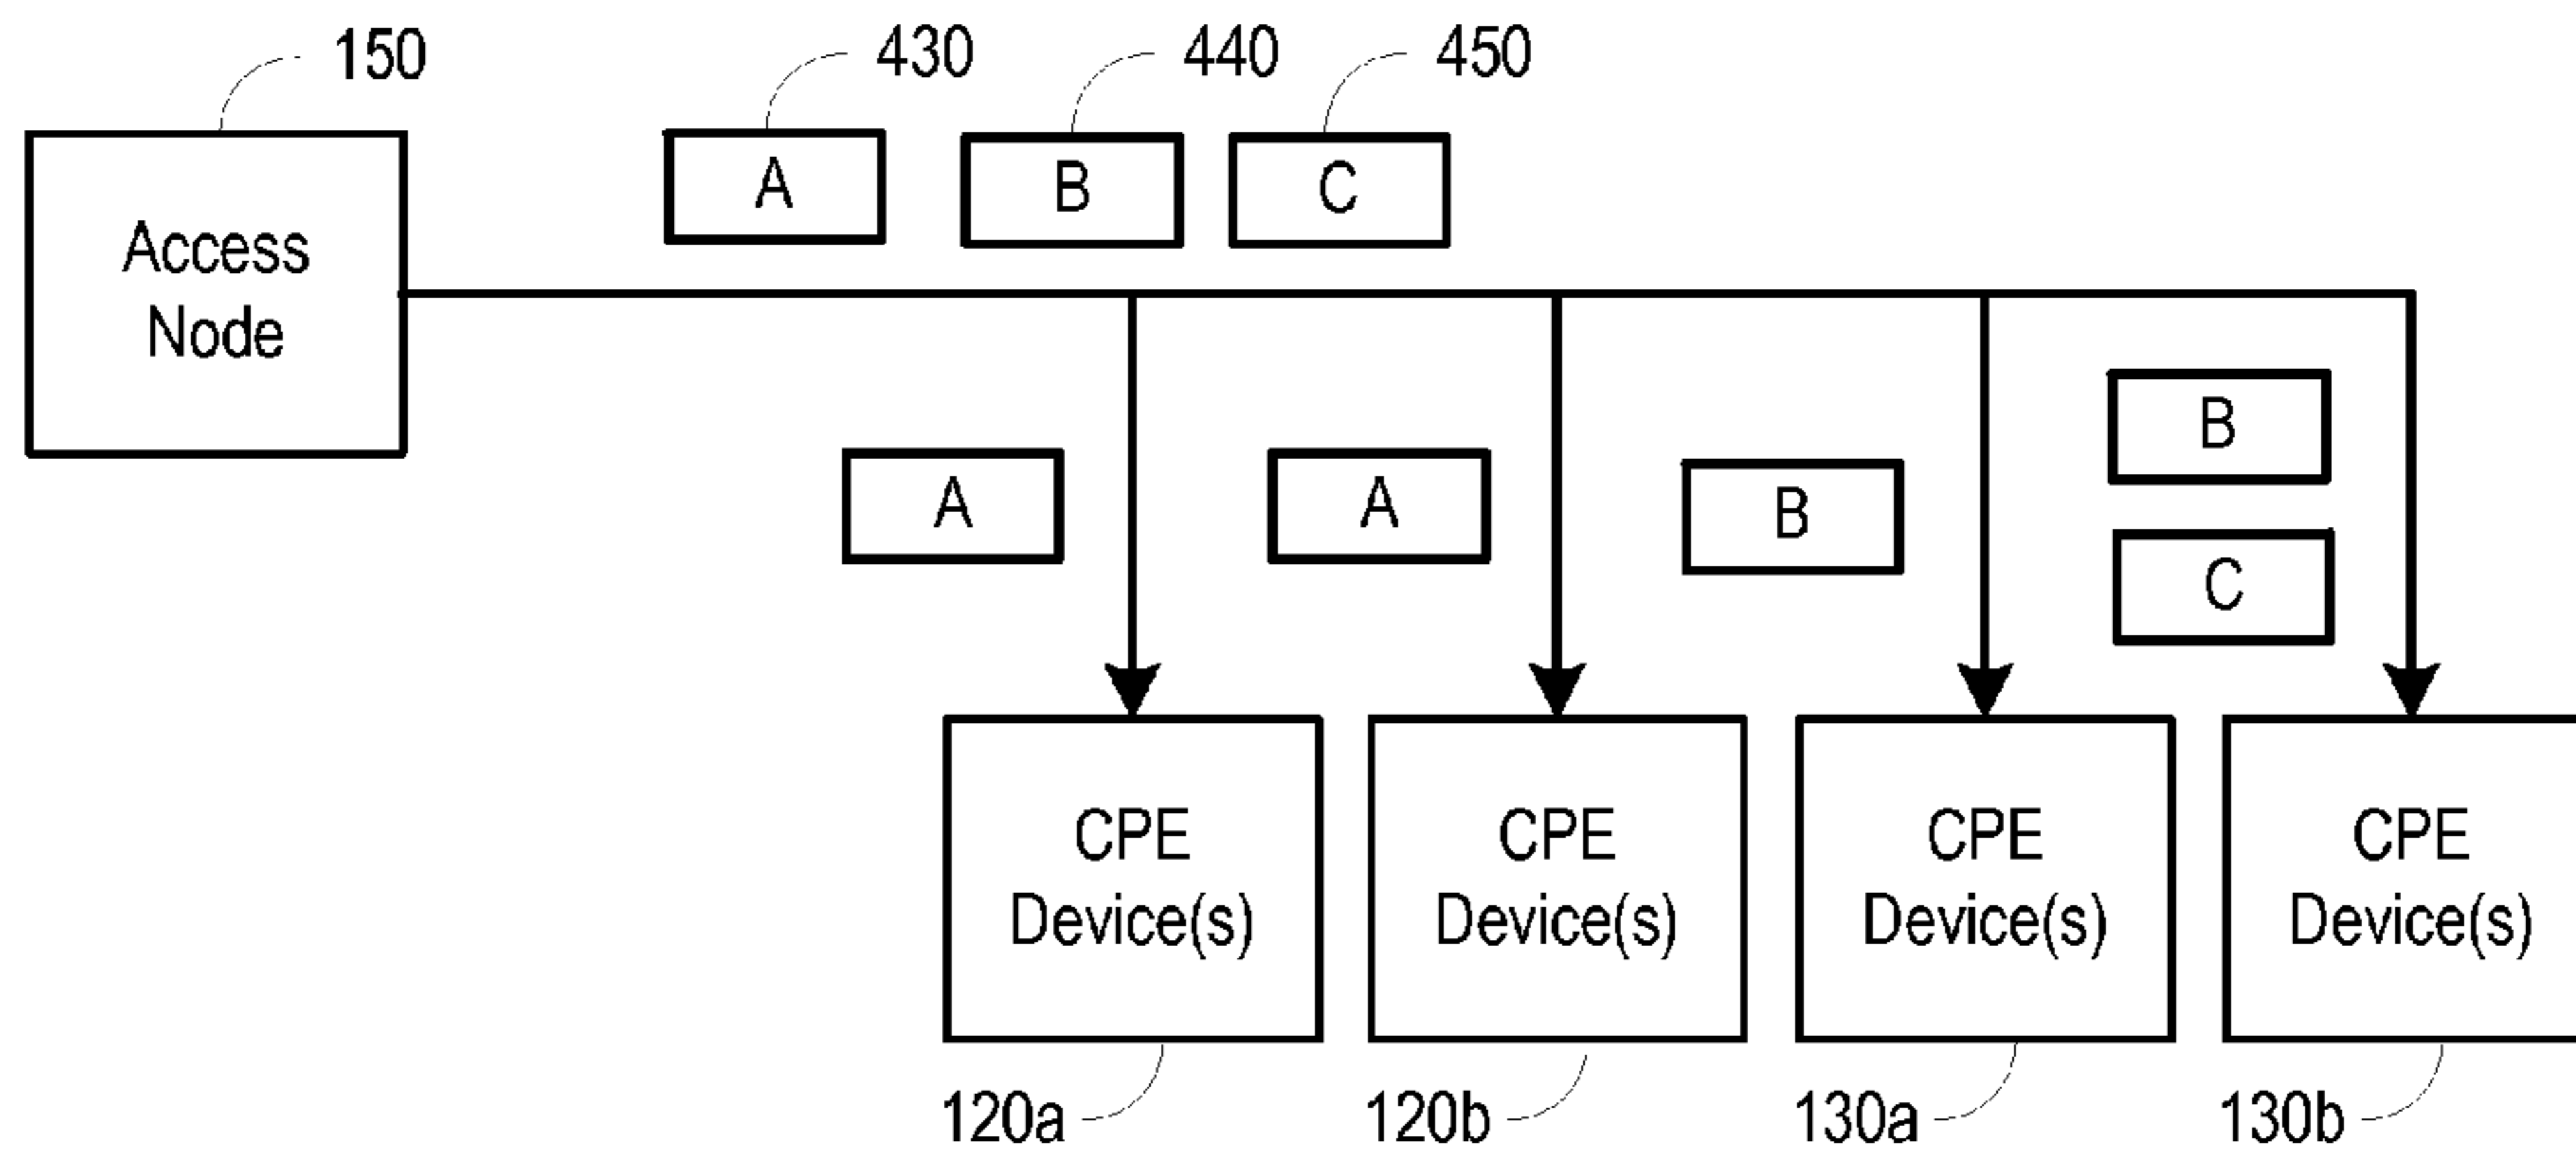 150
430
440
450
A
B
C
Access
Node
B
A
A
B
C
CPE
Device(s)
CPE
Device(s)
CPE
Device(s)
CPE
Device(s)
120a
120b
130a
130b